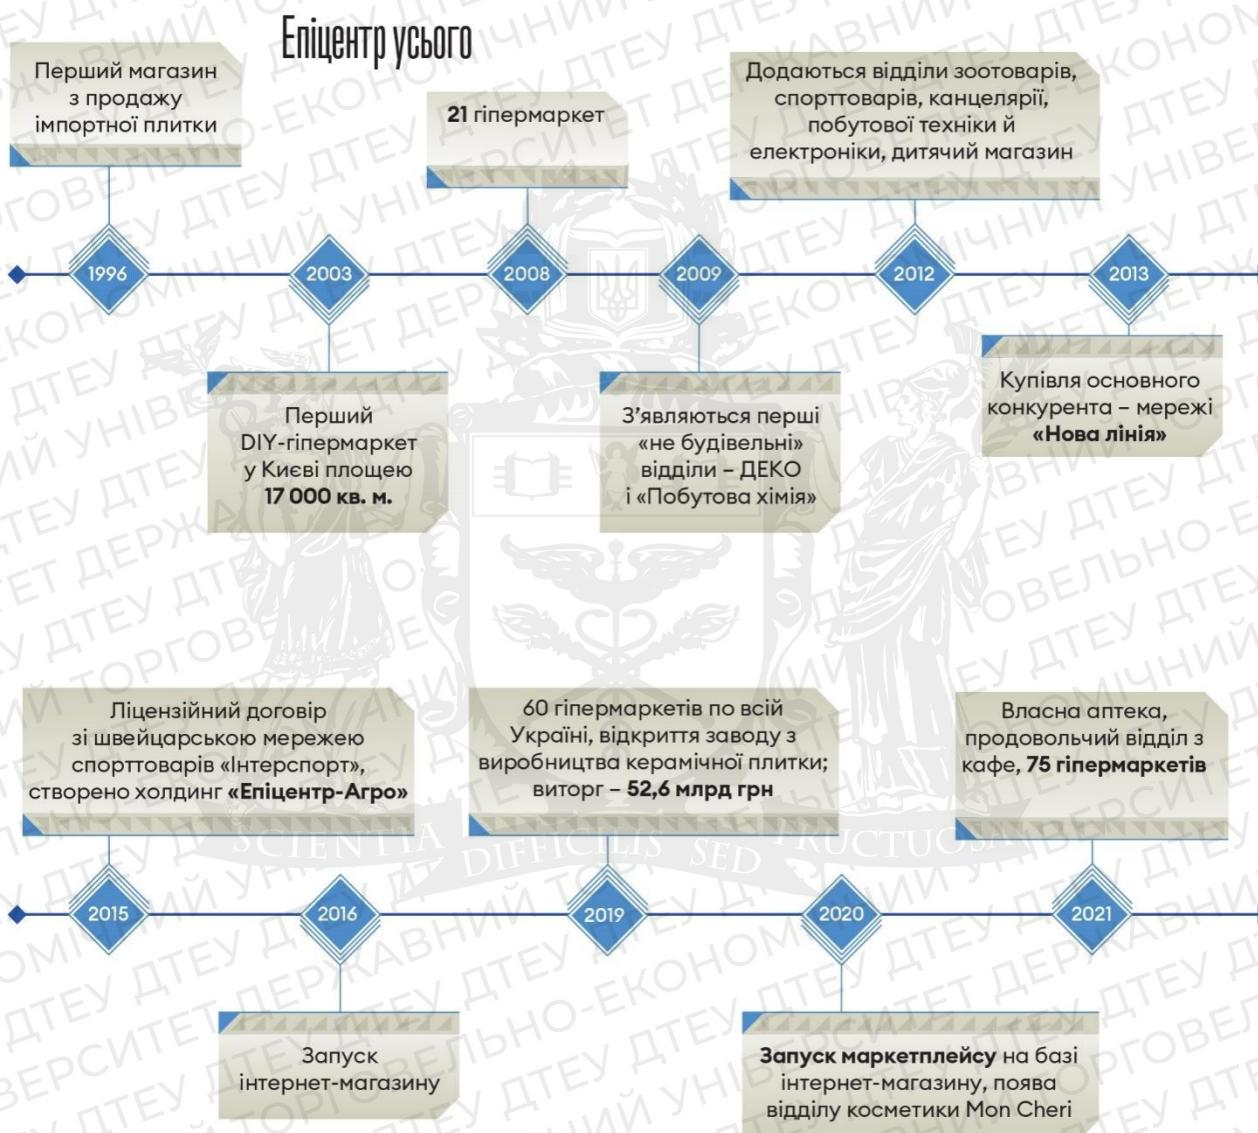 Епіцентр усього
Перший магазин
з продажу
імпортної плитки
21 гіпермаркет
Додаються відділи зоотоварів,
спорттоварів, канцелярії,
побутової техніки й
електроніки, дитячий магазин
1996
2003
2008
2009
2012
2013
Перший
DIY-гіпермаркет
у Києві площею
17 000 кв. м.
З’являються перші
«не будівельні»
відділи – ДЕКО
і «Побутова хімія»
Купівля основного
конкурента – мережі
«Нова лінія»
Ліцензійний договір
зі швейцарською мережею
спорттоварів «Інтерспорт»,
створено холдинг «Епіцентр-Агро»
60 гіпермаркетів по всій
Україні, відкриття заводу з
виробництва керамічної плитки;
виторг – 52,6 млрд грн
Власна аптека,
продовольчий відділ з
кафе, 75 гіпермаркетів
SCIENTIA DIFFICILIS SED FRUCTUOSA
2015
2016
2019
2020
2021
Запуск
інтернет-магазину
Запуск маркетплейсу на базі
інтернет-магазину, поява
відділу косметики Mon Cheri